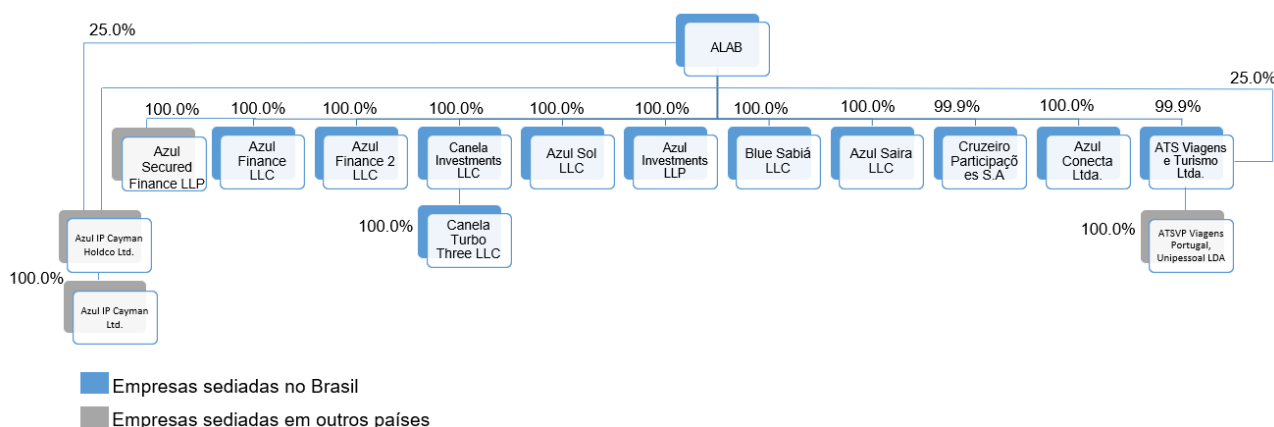 25.0%
ALAB
25.0%
100.0%
100.0%
100.0%
100.0%
100.0%
100.0%
100.0%
100.0%
99.9%
100.0%
99.9%
Azul
Secured
Finance LLP
Azul
Finance
LLC
Azul
Finance 2
LLC
Canela
Investments
LLC
Azul Sol
LLC
Azul
Investments
LLP
Blue Sabiá
LLC
Azul Saira
LLC
Cruzeiro
Participaçõ
es S.A
Azul
Conecta
Ltda.
ATS Viagens
e Turismo
Ltda.
Azul IP Cayman
Holdco Ltd.
100.0%
Canela
Turbo
Three LLC
100.0%
ATSVP Viagens
Portugal,
Unipessoal LDA
100.0%
Azul IP Cayman
Ltd.
Empresas sediadas no Brasil
Empresas sediadas em outros países